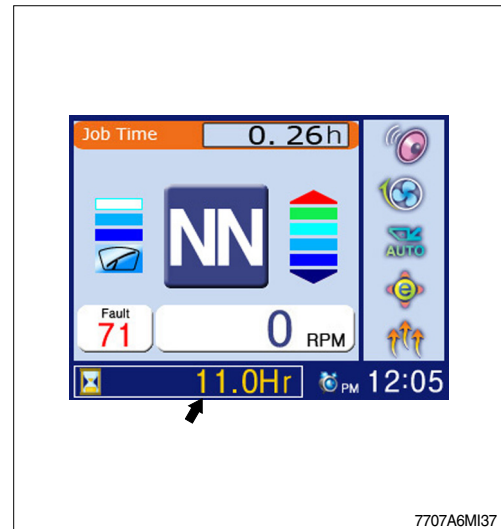 Job Time 0.26h
NN
AUTO
e
Fault
71 0 RPM
11.0Hr PM 12:05
7707A6MI37